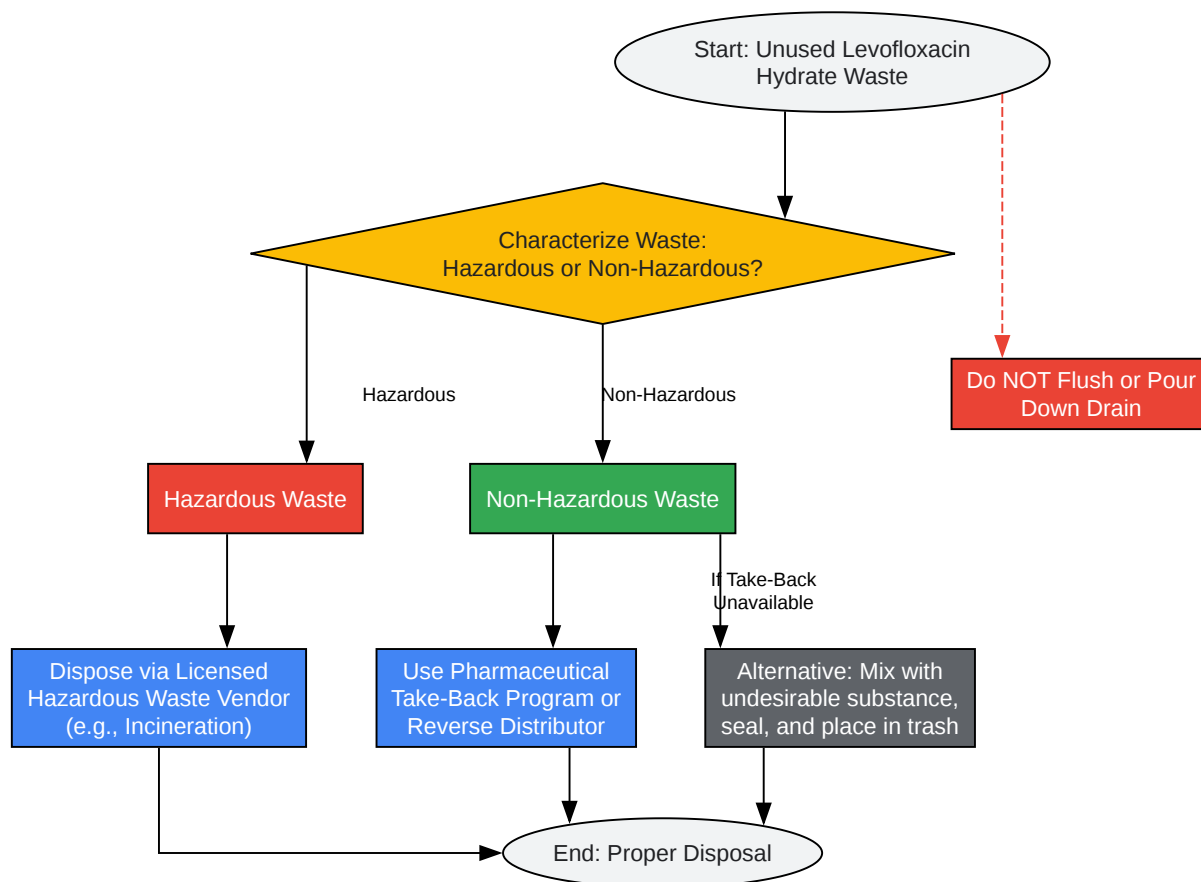 Start: Unused Levofloxacin
Hydrate Waste
Characterize Waste:
Hazardous or Non-Hazardous?
Hazardous
Non-Hazardous
Do NOT Flush or Pour
Down Drain
Hazardous Waste
Non-Hazardous Waste
If Take-Back
Unavailable
Dispose via Licensed
Hazardous Waste Vendor
(e.g., Incineration)
Use Pharmaceutical
Take-Back Program or
Reverse Distributor
Alternative: Mix with
undesirable substance,
seal, and place in trash
End: Proper Disposal